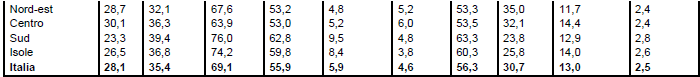 Nord-est 28,7 32,1 67,6 53,2 4,8 5,2 53,3 35,0 11,7 2,4
Centro 30,1 36,3 63,9 53,0 5,2 6,0 53,5 32,1 14,4 2,4
Sud 23,3 39,4 76,0 62,8 9,5 4,8 63,3 23,8 12,9 2,8
Isole 26,5 36,8 74,2 59,8 8,4 3,8 60,3 25,8 14,0 2,6
Italia 28,1 35,4 69,1 55,9 5,9 4,6 56,3 30,7 13,0 2,5